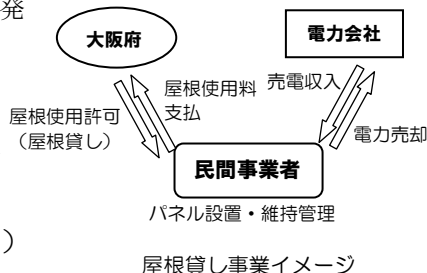 発
大阪府
電力会社
屋根使用料
支払
売電収入
屋根使用許可
（屋根貸し）
電力売却
民間事業者
パネル設置・維持管理
）
屋根貸し事業イメージ